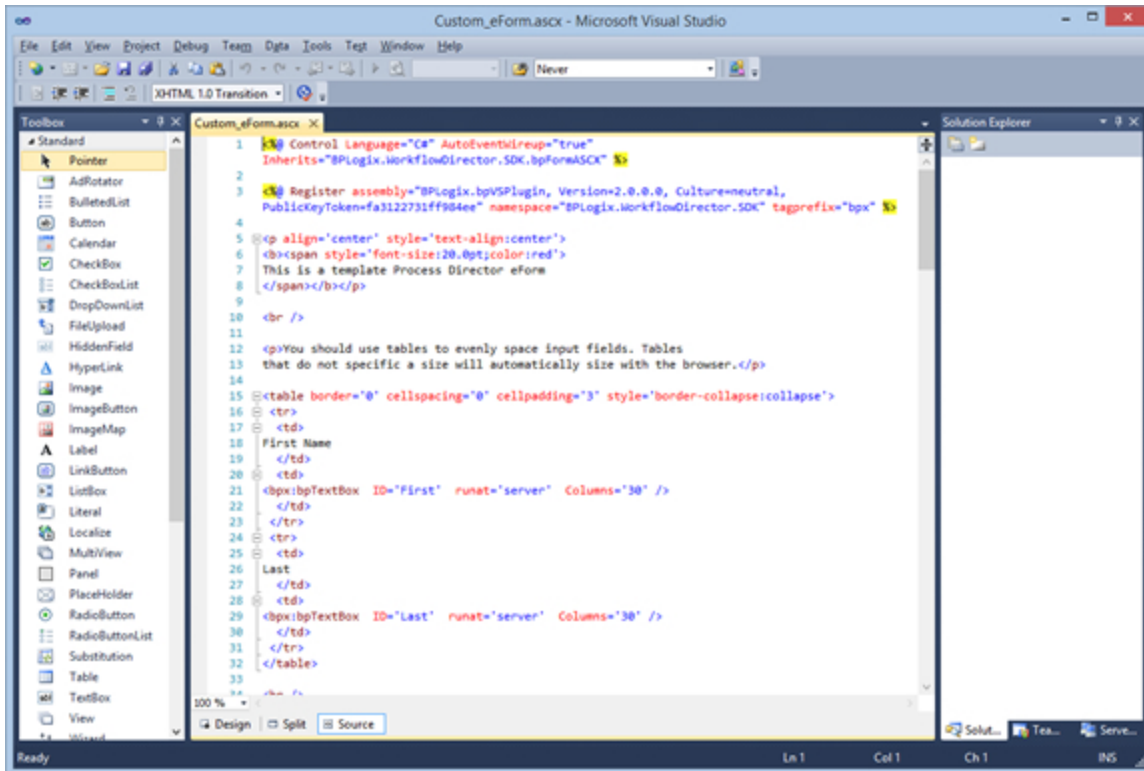 Custom_eForm.ascx - Microsoft Visual Studio
File Edit View Project Debug Team Data Tools Test Window Help
Never
XHTML 1.0 Transition
Toolbox
Standard
Pointer
AdRotator
BulletedList
Button
Calendar
CheckBox
CheckBoxList
DropDownList
FileUpload
HiddenField
HyperLink
Image
ImageButton
ImageMap
Label
LinkButton
ListBox
Literal
Localize
MultiView
Panel
PlaceHolder
RadioButton
RadioButtonList
Substitution
Table
TextBox
View
Wizard
Custom_eForm.ascx
1 <%@ Control Language="C#" AutoEventWireup="true"
Inherits="BPLogix.WorkflowDirector.SDK.bpFormASCX" %>
2
3 <%@ Register assembly="BPLogix.bpVSPlugin, Version=2.0.0.0, Culture=neutral,
PublicKeyToken=fa3122731ff984ee" namespace="BPLogix.WorkflowDirector.SDK" tagprefix="bpx" %>
4
5 <p align='center' style='text-align:center'>
6 <b><span style='font-size:20.0pt;color:red'>
7 This is a template Process Director eForm
8 </span></b></p>
9
10 <br />
11
12 <p>You should use tables to evenly space input fields. Tables
13 that do not specific a size will automatically size with the browser.</p>
14
15 <table border='0' cellspacing='0' cellpadding='3' style='border-collapse:collapse'>
16 <tr>
17 <td>
18 First Name
19 </td>
20 <td>
21 <bpx:bpTextBox ID='First' runat='server' Columns='30' />
22 </td>
23 </tr>
24 <tr>
25 <td>
26 Last
27 </td>
28 <td>
29 <bpx:bpTextBox ID='Last' runat='server' Columns='30' />
30 </td>
31 </tr>
32 </table>
33
34 <br />
100 %
Design Split Source
Solution Explorer
Solut... Tea... Serve...
Ready Ln 1 Col 1 Ch 1 INS